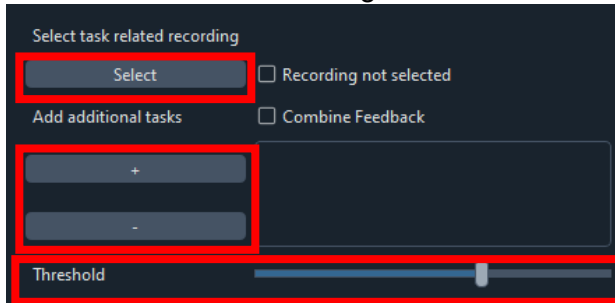 Select task related recording
Select
Recording not selected
Add additional tasks
Combine Feedback
+
-
Threshold